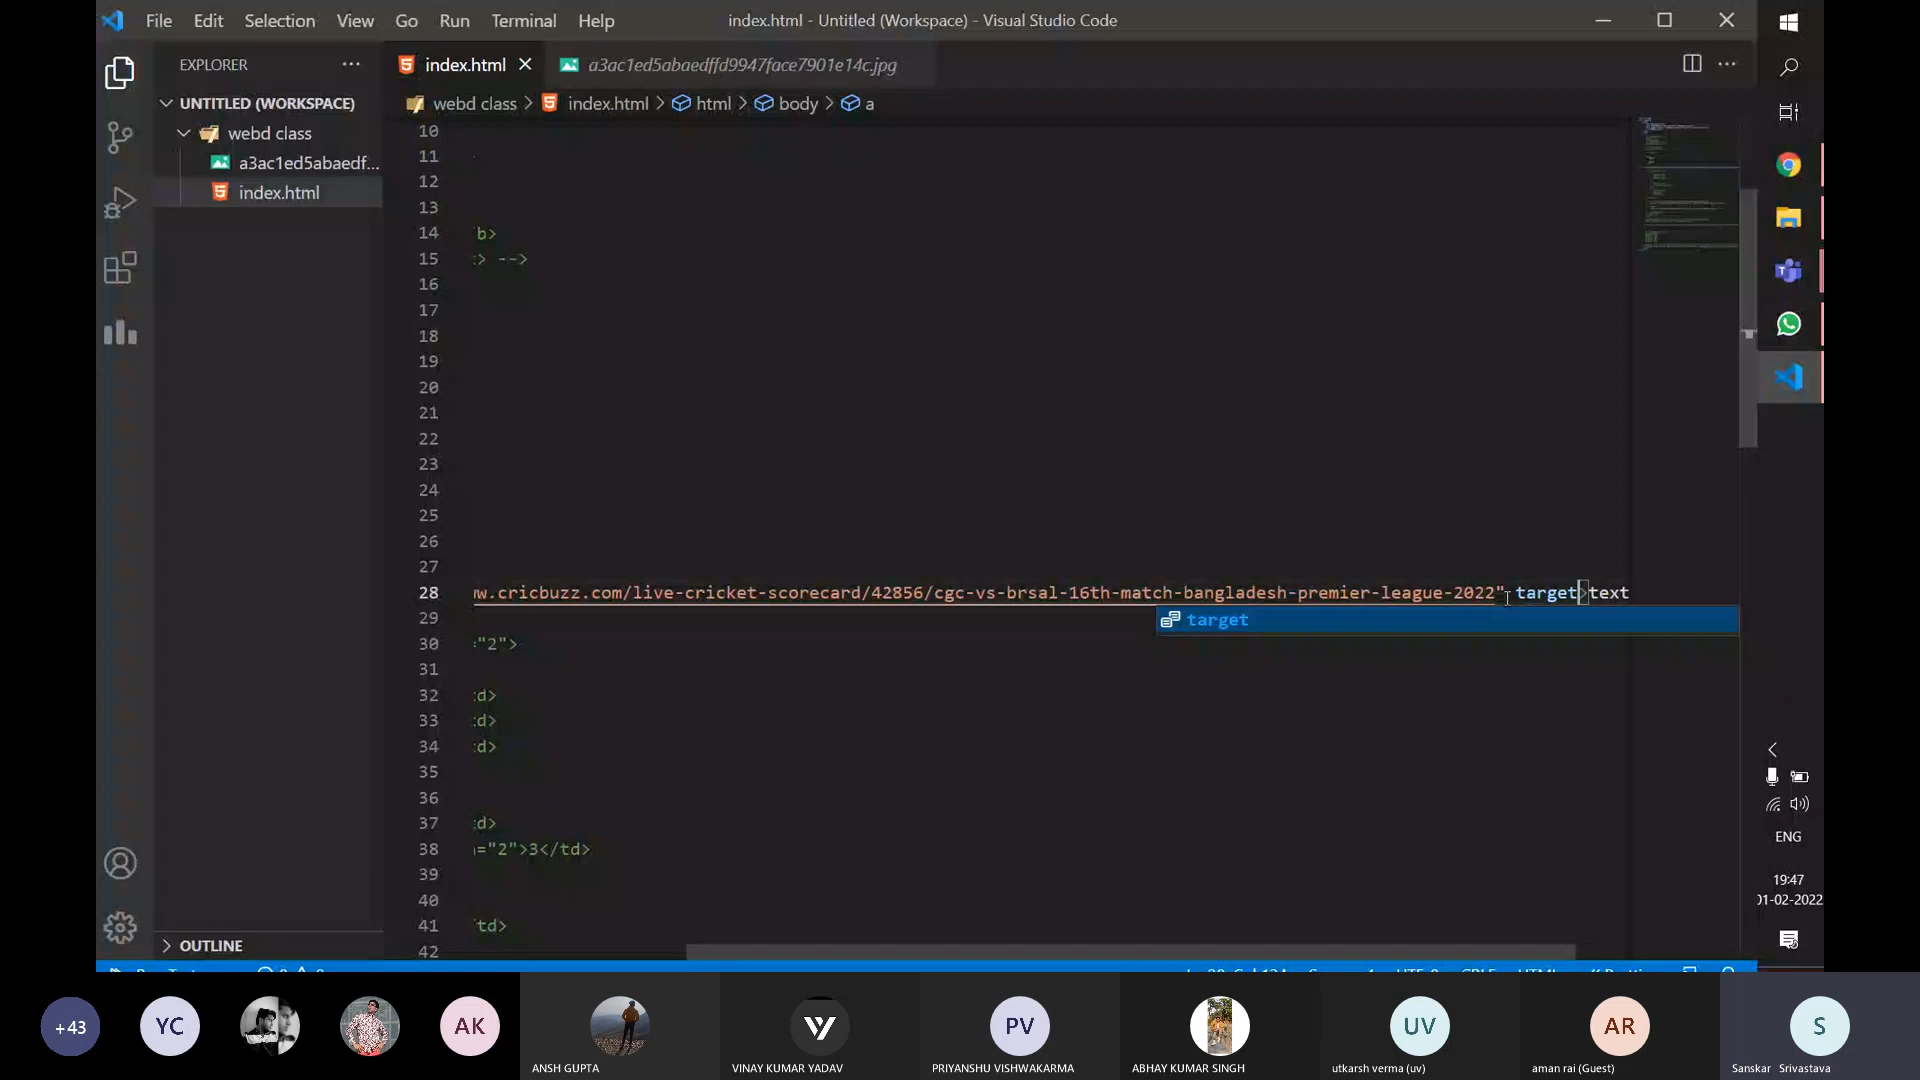 File Edit Selection View Go Run Terminal Help
index.html - Untitled (Workspace) - Visual Studio Code
EXPLORER
index.html
a3ac1ed5abaedffd9947face7901e14c.jpg
UNTITLED (WORKSPACE)
webd class > index.html > html > body > a
webd class
a3ac1ed5abaedf...
index.html
10
11
12
13
14 b>
15 > -->
16
17
18
19
20
21
22
23
24
25
26
27
28 w.cricbuzz.com/live-cricket-scorecard/42856/cgc-vs-brsal-16th-match-bangladesh-premier-league-2022" target>text
target
29
30 ="2">
31
32 td>
33 td>
34 td>
35
36
37 td>
38 ="2">3</td>
39
40
41 td>
42
OUTLINE
ENG
19:47
01-02-2022
+43
YC
AK
PV
UV
AR
S
ANSH GUPTA
VINAY KUMAR YADAV
PRIYANSHU VISHWAKARMA
ABHAY KUMAR SINGH
utkarsh verma (uv)
aman rai (Guest)
Sanskar Srivastava